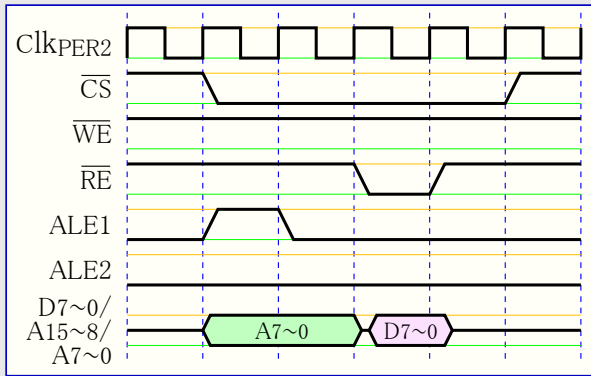 ClkPER2
CS
WE
RE
ALE1
ALE2
D7~0/
A15~8/
A7~0
A7~0
D7~0